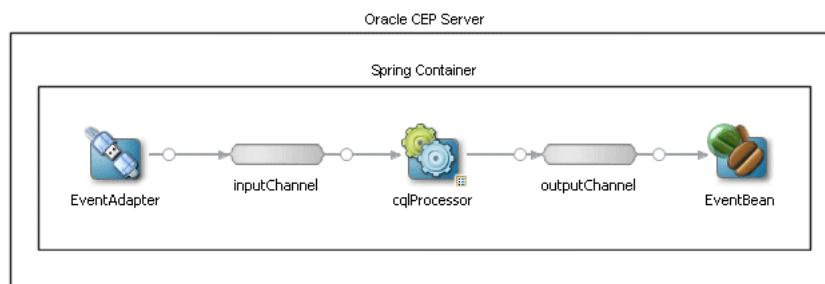 Oracle CEP Server
Spring Container
EventAdapter
inputChannel
cqlProcessor
outputChannel
EventBean